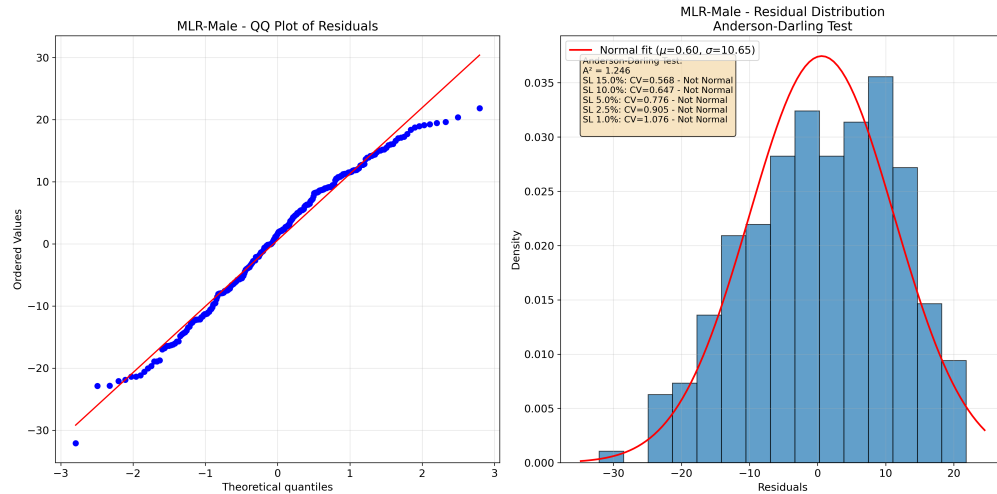 MLR-Male - QQ Plot of Residuals
30
20
10
0
−10
−20
−30
−3
−2
−1
0
1
2
3
Ordered Values
Theoretical quantiles
MLR-Male - Residual Distribution
Anderson-Darling Test
Normal fit (μ=0.60, σ=10.65)
Anderson-Darling Test:
A² = 1.246
SL 15.0%: CV=0.568 - Not Normal
SL 10.0%: CV=0.647 - Not Normal
SL 5.0%: CV=0.776 - Not Normal
SL 2.5%: CV=0.905 - Not Normal
SL 1.0%: CV=1.076 - Not Normal
0.035
0.030
0.025
0.020
0.015
0.010
0.005
0.000
−30
−20
−10
0
10
20
Density
Residuals